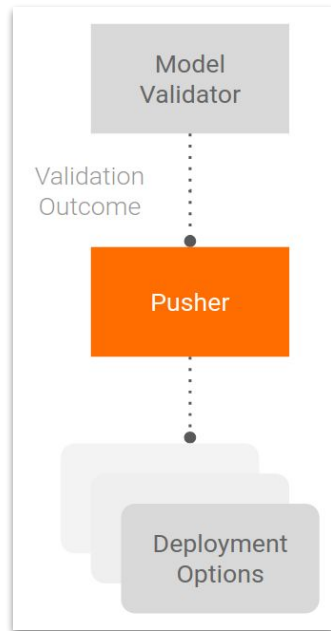 Model
Validator
Validation
Outcome
Pusher
Deployment
Options